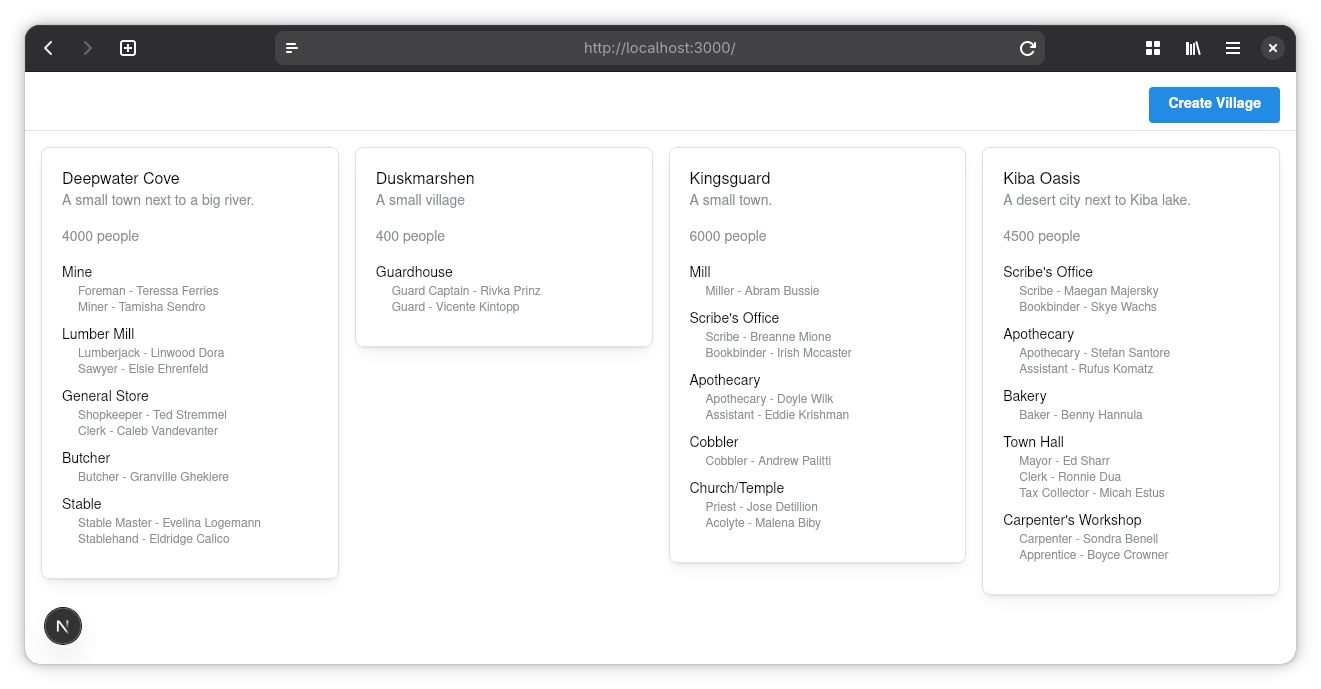 http://localhost:3000/
Create Village
Deepwater Cove
A small town next to a big river.
4000 people
Mine
Foreman - Teressa Ferries
Miner - Tamisha Sendro
Lumber Mill
Lumberjack - Linwood Dora
Sawyer - Elsie Ehrenfeld
General Store
Shopkeeper - Ted Stremmel
Clerk - Caleb Vandevanter
Butcher
Butcher - Granville Ghekiere
Stable
Stable Master - Evelina Logemann
Stablehand - Eldridge Calico
Duskmarshen
A small village
400 people
Guardhouse
Guard Captain - Rivka Prinz
Guard - Vicente Kintopp
Kingsguard
A small town.
6000 people
Mill
Miller - Abram Bussie
Scribe's Office
Scribe - Breanne Mione
Bookbinder - Irish Mccaster
Apothecary
Apothecary - Doyle Wilk
Assistant - Eddie Krishman
Cobbler
Cobbler - Andrew Palitti
Church/Temple
Priest - Jose Detillion
Acolyte - Malena Biby
Kiba Oasis
A desert city next to Kiba lake.
4500 people
Scribe's Office
Scribe - Maegan Majersky
Bookbinder - Skye Wachs
Apothecary
Apothecary - Stefan Santore
Assistant - Rufus Komatz
Bakery
Baker - Benny Hannula
Town Hall
Mayor - Ed Sharr
Clerk - Ronnie Dua
Tax Collector - Micah Estus
Carpenter's Workshop
Carpenter - Sondra Benell
Apprentice - Boyce Crowner
N